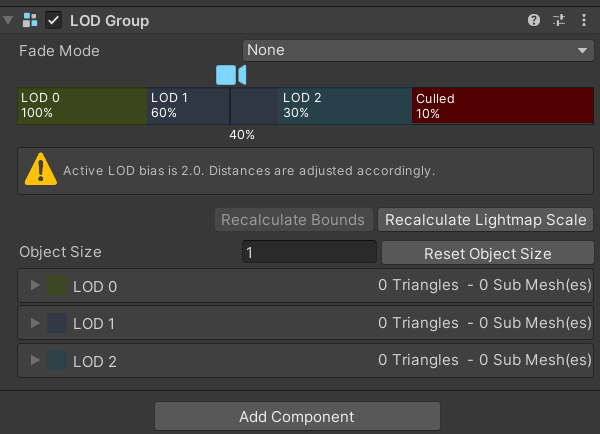 LOD Group
Fade Mode None
LOD 0 LOD 1 LOD 2 Culled
100% 60% 30% 10%
40%
Active LOD bias is 2.0. Distances are adjusted accordingly.
Recalculate Bounds Recalculate Lightmap Scale
Object Size 1 Reset Object Size
LOD 0 0 Triangles - 0 Sub Mesh(es)
LOD 1 0 Triangles - 0 Sub Mesh(es)
LOD 2 0 Triangles - 0 Sub Mesh(es)
Add Component